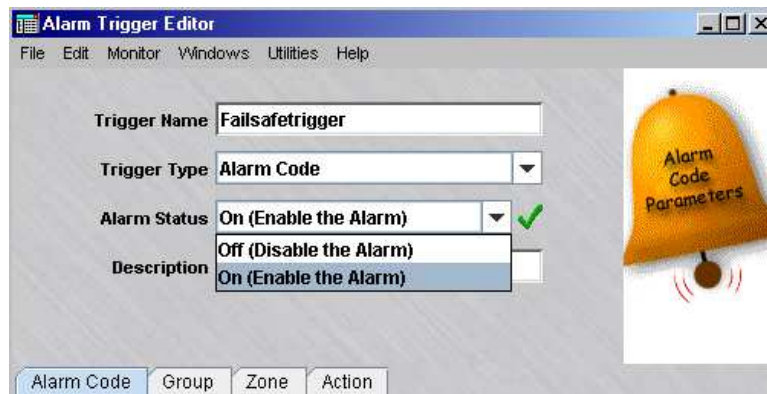 Alarm Trigger Editor
File Edit Monitor Windows Utilities Help
Trigger Name Failsafetrigger
Trigger Type Alarm Code
Alarm Status On (Enable the Alarm)
Off (Disable the Alarm)
Description
On (Enable the Alarm)
Alarm
Code
Parameters
Alarm Code Group Zone Action